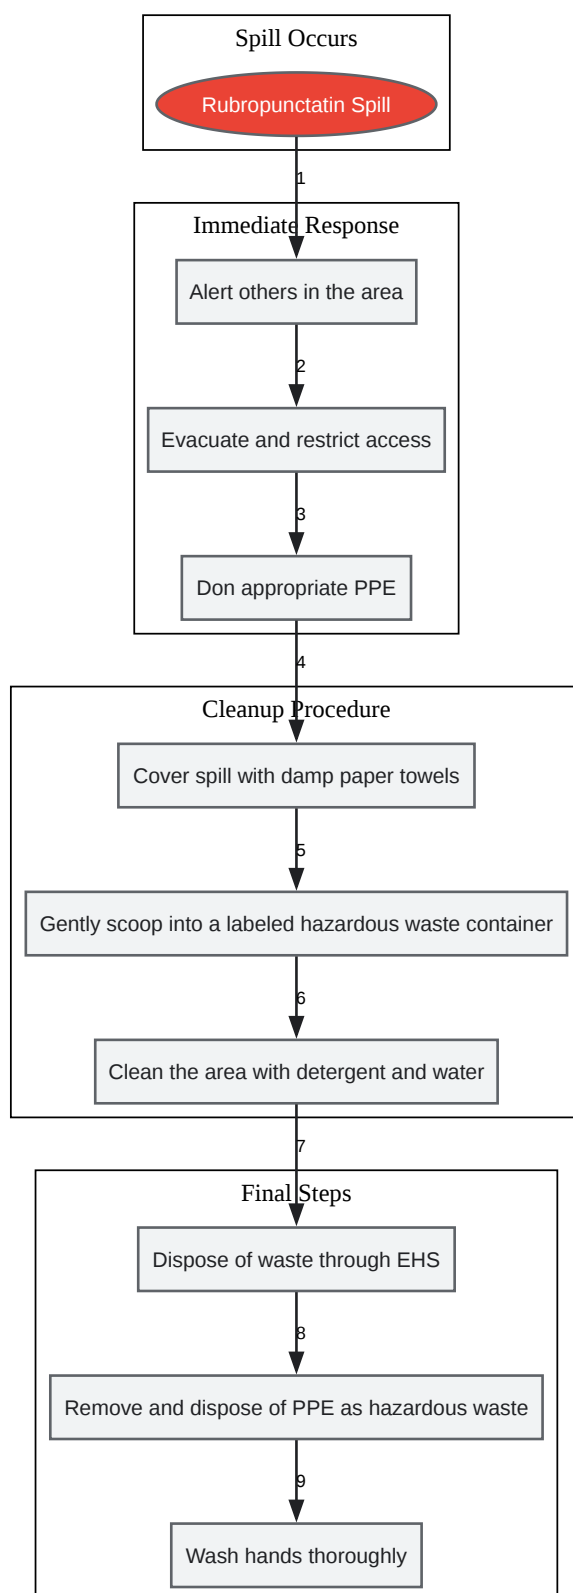 Spill Occurs
Rubropunctatin Spill
1
Immediate Response
Alert others in the area
2
Evacuate and restrict access
3
Don appropriate PPE
4
Cleanup Procedure
Cover spill with damp paper towels
5
Gently scoop into a labeled hazardous waste container
6
Clean the area with detergent and water
7
Final Steps
Dispose of waste through EHS
8
Remove and dispose of PPE as hazardous waste
9
Wash hands thoroughly